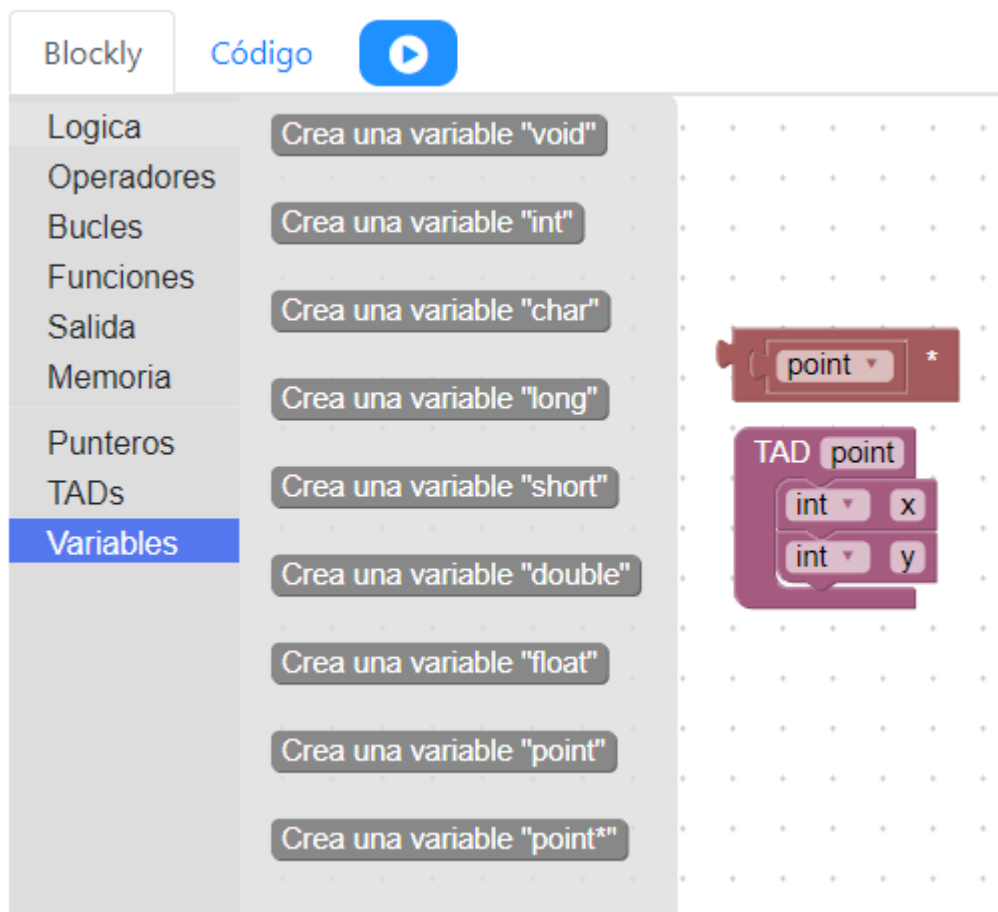 Blockly Código
Logica
Operadores
Bucles
Funciones
Salida
Memoria
Punteros
TADs
Variables
Crea una variable "void"
Crea una variable "int"
Crea una variable "char"
Crea una variable "long"
Crea una variable "short"
Crea una variable "double"
Crea una variable "float"
Crea una variable "point"
Crea una variable "point*"
point *
TAD point
int x
int y